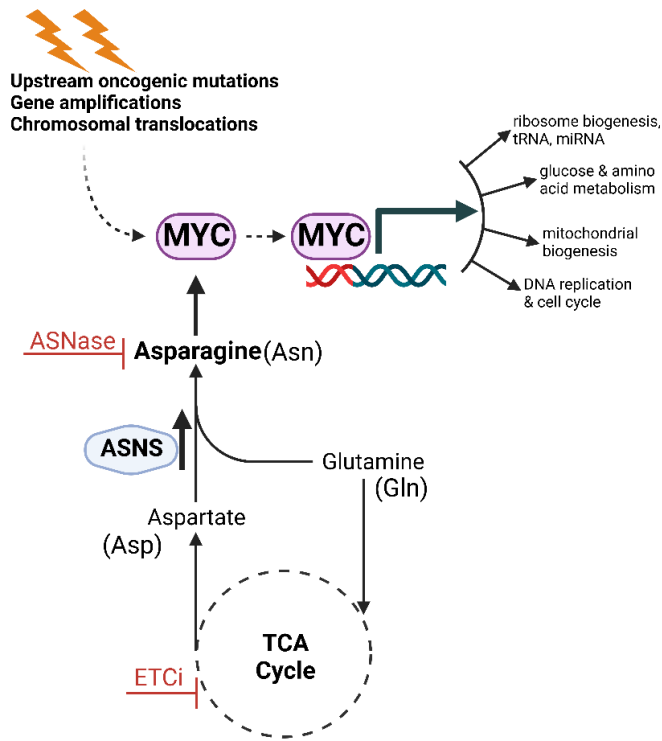 Upstream oncogenic mutations
Gene amplifications
Chromosomal translocations
MYC
MYC
ribosome biogenesis,
tRNA, miRNA
glucose & amino
acid metabolism
mitochondrial
biogenesis
DNA replication
& cell cycle
ASNase
Asparagine (Asn)
ASNS
Glutamine
(Gln)
Aspartate
(Asp)
TCA
Cycle
ETCi